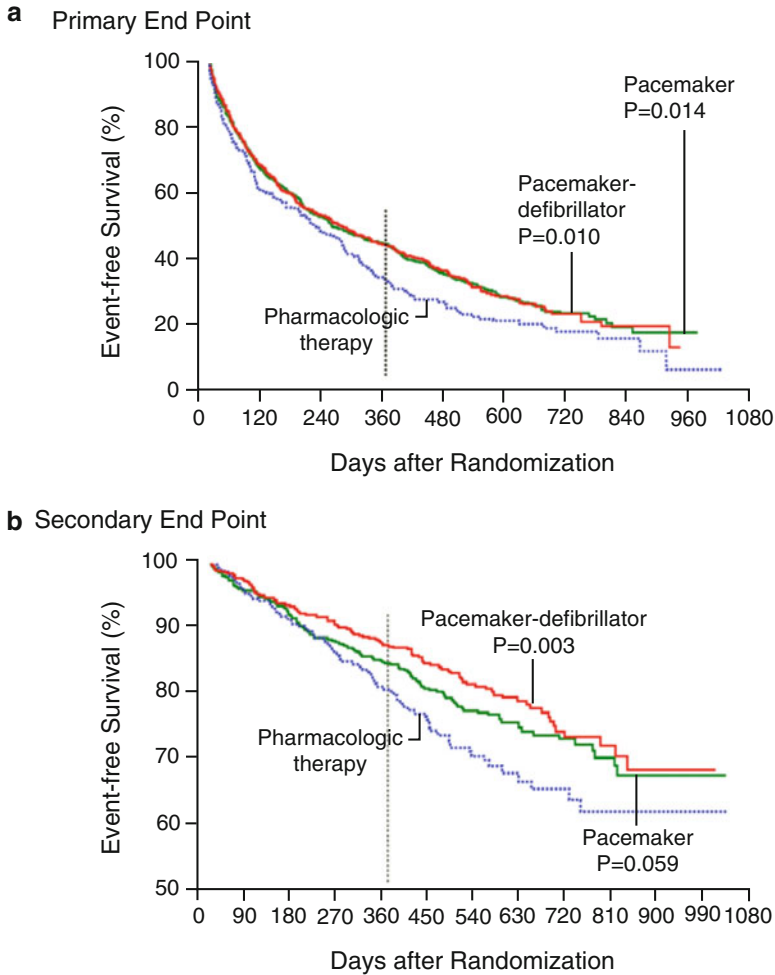 a Primary End Point
Event-free Survival (%)
100
80
60
40
20
0
Pacemaker
P=0.014
Pacemaker-
defibrillator
P=0.010
Pharmacologic
therapy
0 120 240 360 480 600 720 840 960 1080
Days after Randomization
b Secondary End Point
Event-free Survival (%)
100
90
80
70
60
50
Pacemaker-defibrillator
P=0.003
Pharmacologic
therapy
Pacemaker
P=0.059
0 90 180 270 360 450 540 630 720 810 900 990 1080
Days after Randomization